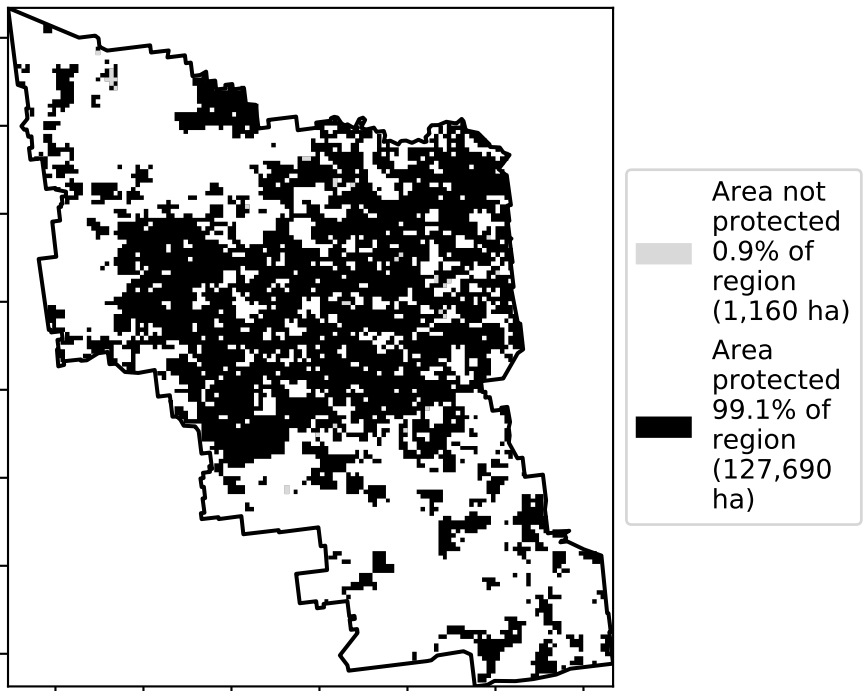 Area not
protected
0.9% of
region
(1,160 ha)
Area
protected
99.1% of
region
(127,690
ha)